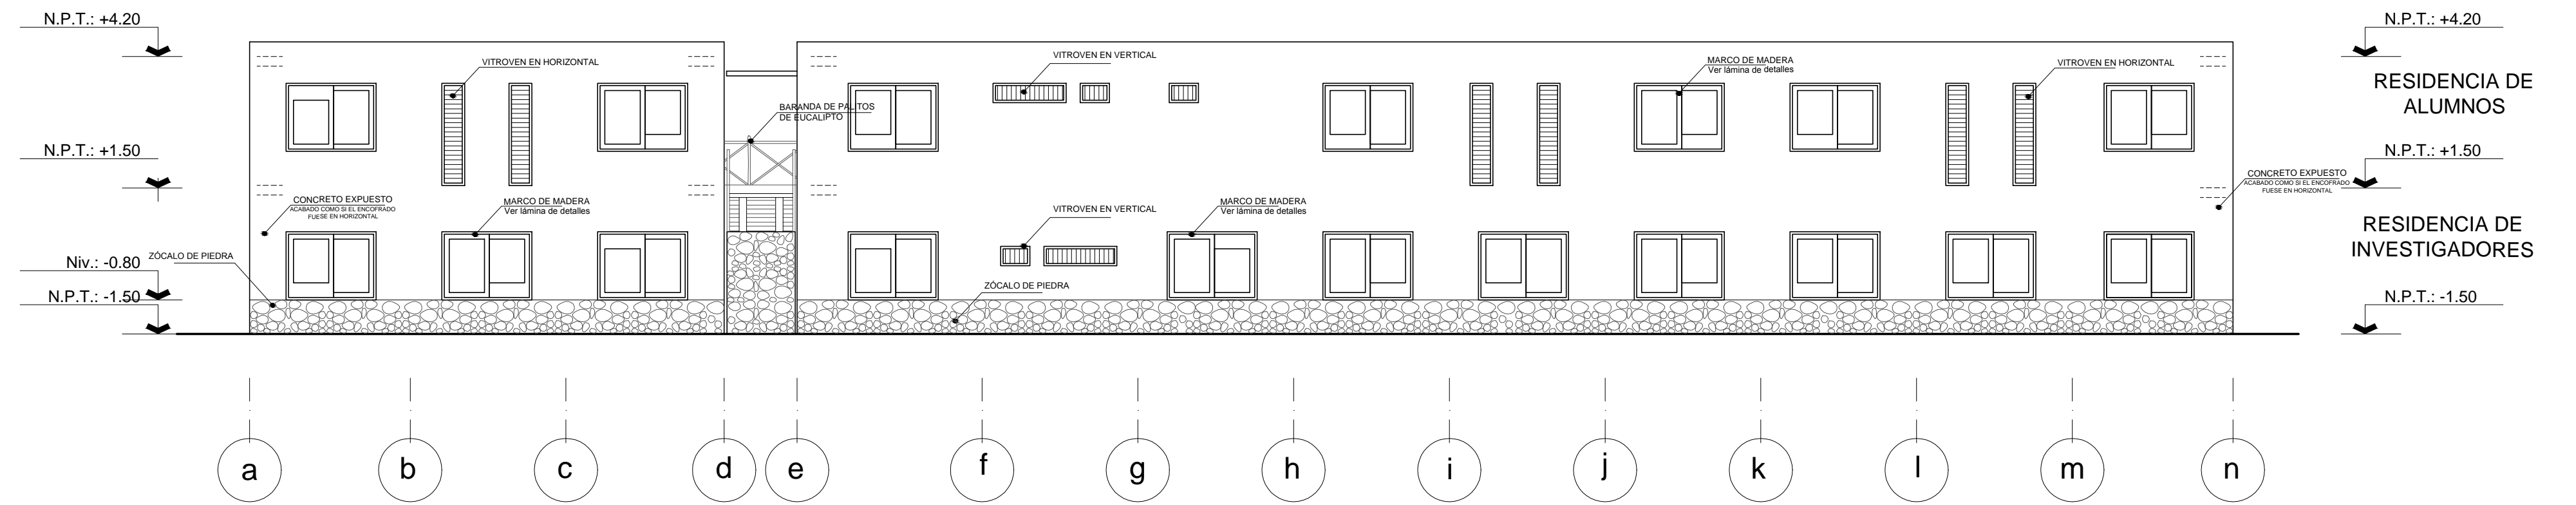 N.P.T.: +4.20
N.P.T.: +4.20
VITROVEN EN HORIZONTAL
VITROVEN EN VERTICAL
MARCO DE MADERA
Ver lámina de detalles
VITROVEN EN HORIZONTAL
RESIDENCIA DE
ALUMNOS
BARANDA DE PALITOS
DE EUCALIPTO
N.P.T.: +1.50
N.P.T.: +1.50
CONCRETO EXPUESTO
ACABADO COMO SI EL ENCOFRADO
FUESE EN HORIZONTAL
MARCO DE MADERA
Ver lámina de detalles
VITROVEN EN VERTICAL
MARCO DE MADERA
Ver lámina de detalles
CONCRETO EXPUESTO
ACABADO COMO SI EL ENCOFRADO
FUESE EN HORIZONTAL
RESIDENCIA DE
INVESTIGADORES
ZÓCALO DE PIEDRA
Niv.: -0.80
ZÓCALO DE PIEDRA
N.P.T.: -1.50
N.P.T.: -1.50
a b c d e f g h i j k l m n